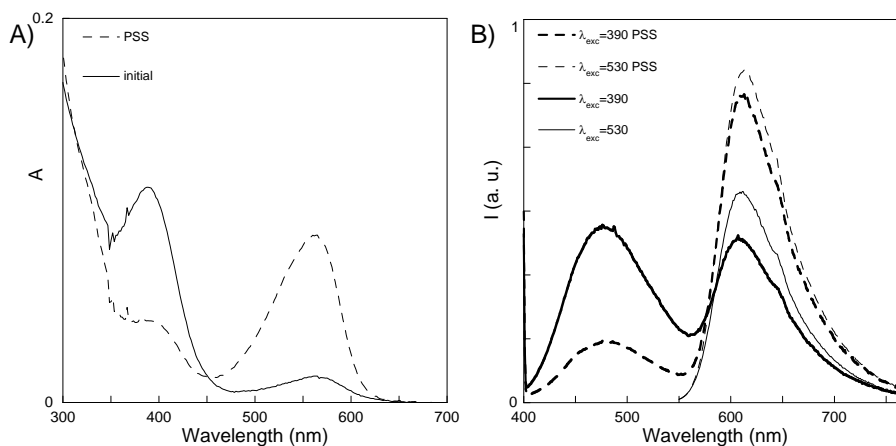 A)
0.2
PSS
initial
A
0
300 400 500 600 700
Wavelength (nm)
B)
1
λexc=390 PSS
λexc=530 PSS
λexc=390
λexc=530
I (a. u.)
0
400 500 600 700
Wavelength (nm)